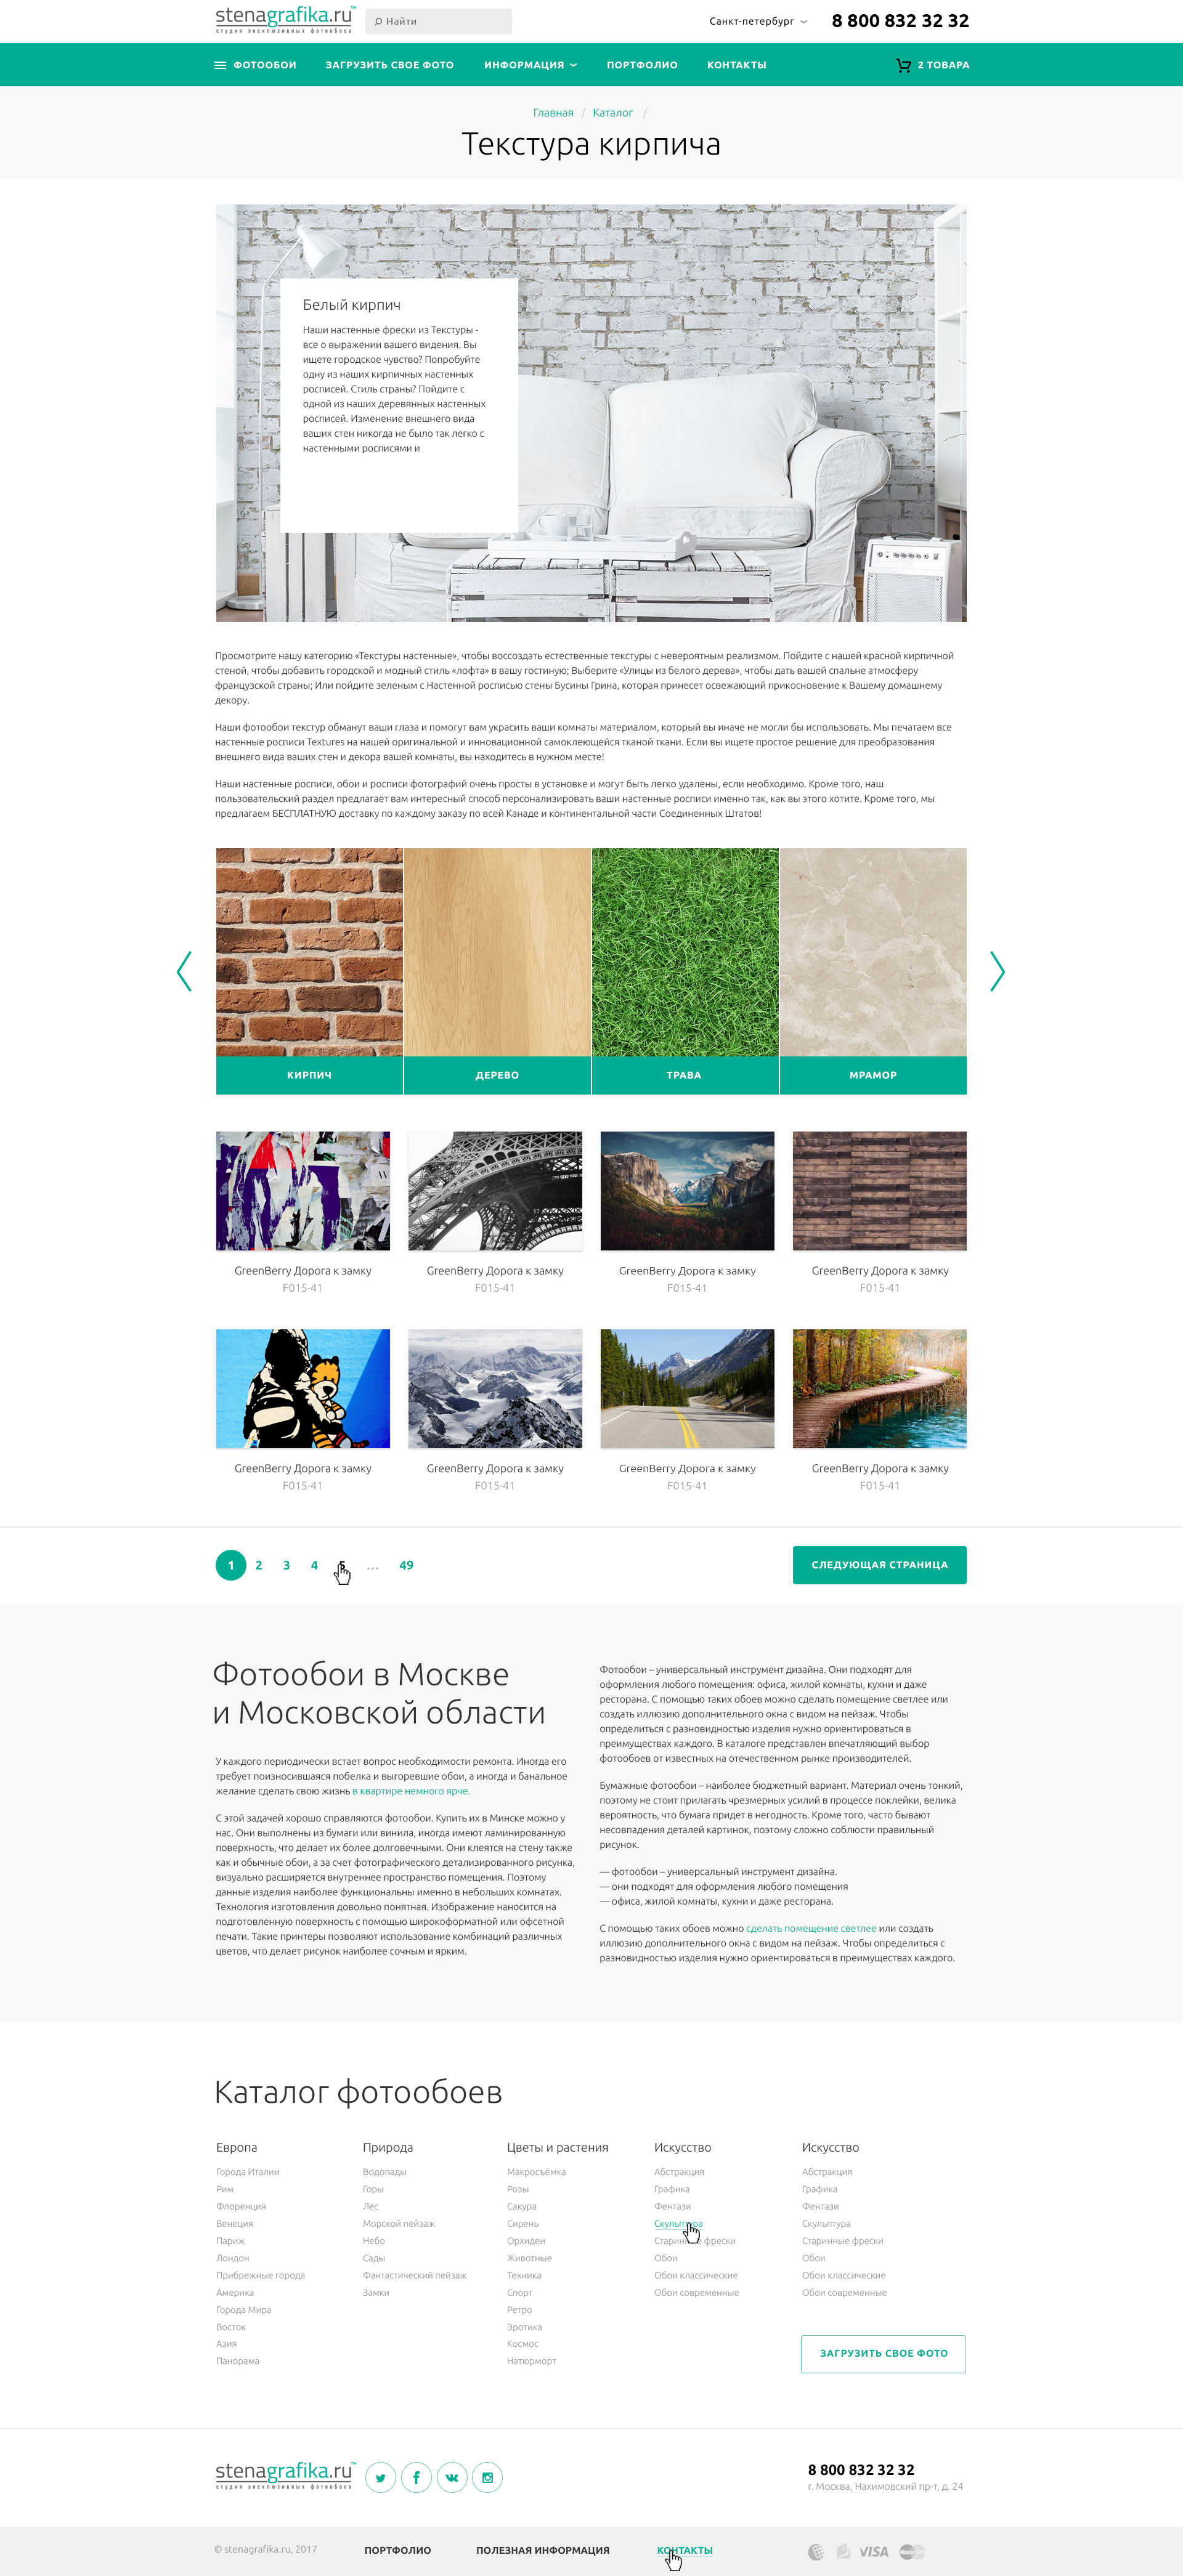 stenagrafika.ru™
студия эксклюзивных фотообоев
Найти
Санкт-петербург
8 800 832 32 32
ФОТООБОИ
ЗАГРУЗИТЬ СВОЕ ФОТО
ИНФОРМАЦИЯ
ПОРТФОЛИО
КОНТАКТЫ
2 ТОВАРА
Главная / Каталог /
Текстура кирпича
Белый кирпич
Наши настенные фрески из Текстуры -
все о выражении вашего видения. Вы
ищете городское чувство? Попробуйте
одну из наших кирпичных настенных
росписей. Стиль страны? Пойдите с
одной из наших деревянных настенных
росписей. Изменение внешнего вида
ваших стен никогда не было так легко с
настенными росписями и
Просмотрите нашу категорию «Текстуры настенные», чтобы воссоздать естественные текстуры с невероятным реализмом. Пойдите с нашей красной кирпичной
стеной, чтобы добавить городской и модный стиль «лофта» в вашу гостиную; Выберите «Улицы из белого дерева», чтобы дать вашей спальне атмосферу
французской страны; Или пойдите зеленым с Настенной росписью стены Бусины Грина, которая принесет освежающий прикосновение к Вашему домашнему
декору.
Наши фотообои текстур обманут ваши глаза и помогут вам украсить ваши комнаты материалом, который вы иначе не могли бы использовать. Мы печатаем все
настенные росписи Textures на нашей оригинальной и инновационной самоклеющейся тканой ткани. Если вы ищете простое решение для преобразования
внешнего вида ваших стен и декора вашей комнаты, вы находитесь в нужном месте!
Наши настенные росписи, обои и росписи фотографий очень просты в установке и могут быть легко удалены, если необходимо. Кроме того, наш
пользовательский раздел предлагает вам интересный способ персонализировать ваши настенные росписи именно так, как вы этого хотите. Кроме того, мы
предлагаем БЕСПЛАТНУЮ доставку по каждому заказу по всей Канаде и континентальной части Соединенных Штатов!
КИРПИЧ
ДЕРЕВО
ТРАВА
МРАМОР
GreenBerry Дорога к замку
F015-41
GreenBerry Дорога к замку
F015-41
GreenBerry Дорога к замку
F015-41
GreenBerry Дорога к замку
F015-41
GreenBerry Дорога к замку
F015-41
GreenBerry Дорога к замку
F015-41
GreenBerry Дорога к замку
F015-41
GreenBerry Дорога к замку
F015-41
1 2 3 4 5 ... 49
СЛЕДУЮЩАЯ СТРАНИЦА
Фотообои в Москве
и Московской области
У каждого периодически встает вопрос необходимости ремонта. Иногда его
требует поизносившаяся побелка и выгоревшие обои, а иногда и банальное
желание сделать свою жизнь в квартире немного ярче.
С этой задачей хорошо справляются фотообои. Купить их в Минске можно у
нас. Они выполнены из бумаги или винила, иногда имеют ламинированную
поверхность, что делает их более долговечными. Они клеятся на стену также
как и обычные обои, а за счет фотографического детализированного рисунка,
визуально расширяется внутреннее пространство помещения. Поэтому
данные изделия наиболее функциональны именно в небольших комнатах.
Технология изготовления довольно понятная. Изображение наносится на
подготовленную поверхность с помощью широкоформатной или офсетной
печати. Такие принтеры позволяют использование комбинаций различных
цветов, что делает рисунок наиболее сочным и ярким.
Фотообои – универсальный инструмент дизайна. Они подходят для
оформления любого помещения: офиса, жилой комнаты, кухни и даже
ресторана. С помощью таких обоев можно сделать помещение светлее или
создать иллюзию дополнительного окна с видом на пейзаж. Чтобы
определиться с разновидностью изделия нужно ориентироваться в
преимуществах каждого. В каталоге представлен впечатляющий выбор
фотообоев от известных на отечественном рынке производителей.
Бумажные фотообои – наиболее бюджетный вариант. Материал очень тонкий,
поэтому не стоит прилагать чрезмерных усилий в процессе поклейки, велика
вероятность, что бумага придет в негодность. Кроме того, часто бывают
несовпадения деталей картинок, поэтому сложно соблюсти правильный
рисунок.
— фотообои – универсальный инструмент дизайна.
— они подходят для оформления любого помещения
— офиса, жилой комнаты, кухни и даже ресторана.
С помощью таких обоев можно сделать помещение светлее или создать
иллюзию дополнительного окна с видом на пейзаж. Чтобы определиться с
разновидностью изделия нужно ориентироваться в преимуществах каждого.
Каталог фотообоев
Европа
Города Италии
Рим
Флоренция
Венеция
Париж
Лондон
Прибрежные города
Америка
Города Мира
Восток
Азия
Панорама
Природа
Водопады
Горы
Лес
Морской пейзаж
Небо
Сады
Фантастический пейзаж
Замки
Цветы и растения
Макросъёмка
Розы
Сакура
Сирень
Орхидеи
Животные
Техника
Спорт
Ретро
Эротика
Космос
Натюрморт
Искусство
Абстракция
Графика
Фентази
Скульптура
Старинные фрески
Обои
Обои классические
Обои современные
Искусство
Абстракция
Графика
Фентази
Скульптура
Старинные фрески
Обои
Обои классические
Обои современные
ЗАГРУЗИТЬ СВОЕ ФОТО
stenagrafika.ru™
студия эксклюзивных фотообоев
8 800 832 32 32
г. Москва, Нахимовский пр-т, д. 24
© stenagrafika.ru, 2017
ПОРТФОЛИО
ПОЛЕЗНАЯ ИНФОРМАЦИЯ
КОНТАКТЫ
VISA
MasterCard